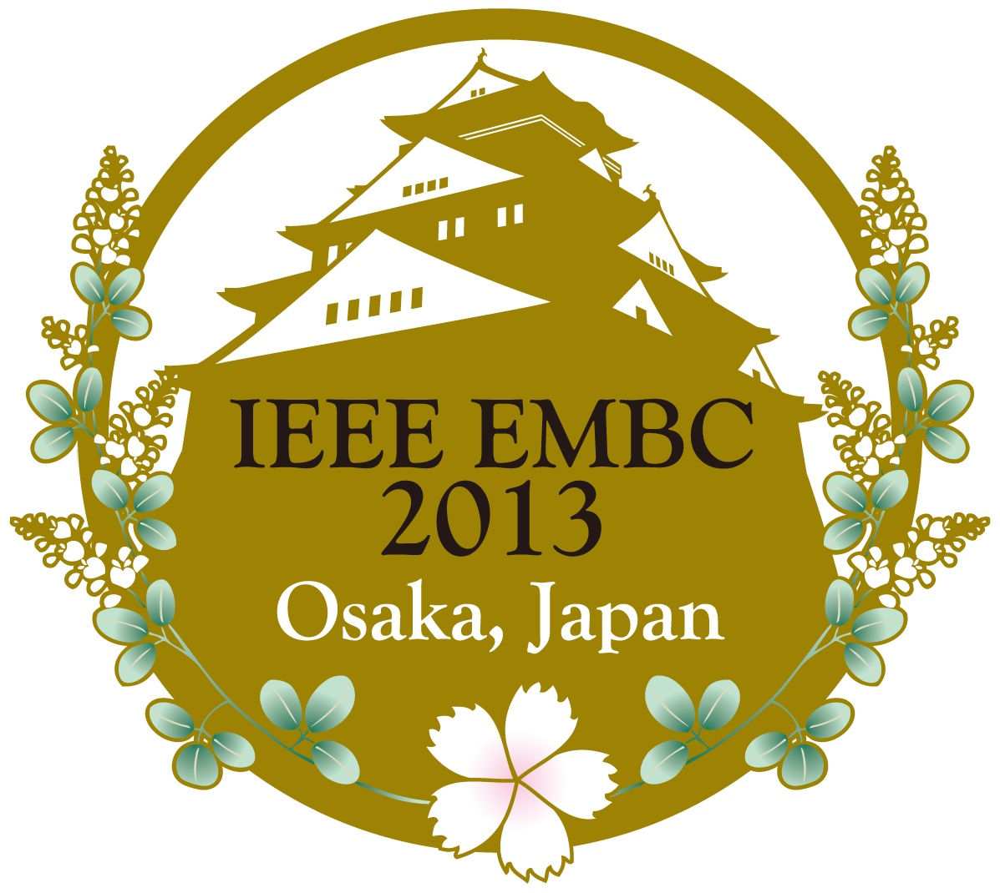 IEEE EMBC
2013
Osaka, Japan